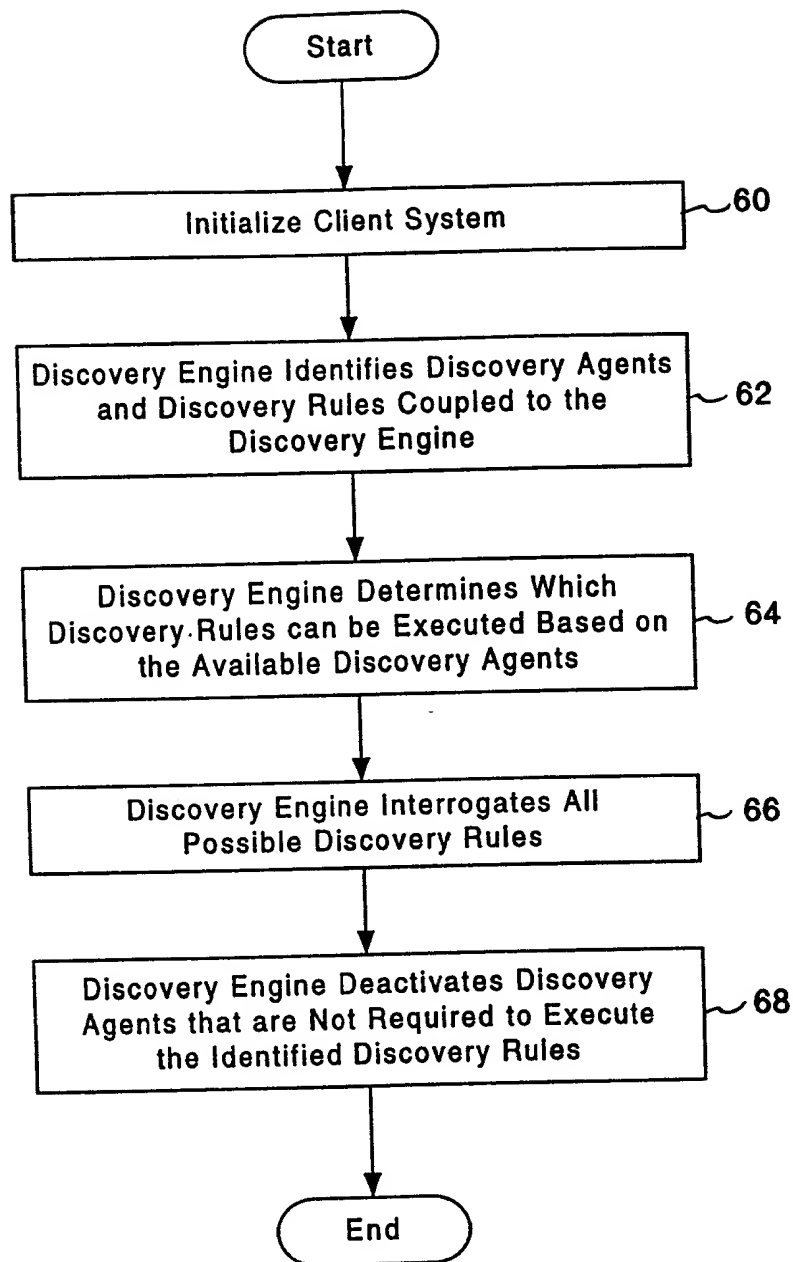 Start
Initialize Client System
60
Discovery Engine Identifies Discovery Agents
and Discovery Rules Coupled to the
Discovery Engine
62
Discovery Engine Determines Which
Discovery Rules can be Executed Based on
the Available Discovery Agents
64
Discovery Engine Interrogates All
Possible Discovery Rules
66
Discovery Engine Deactivates Discovery
Agents that are Not Required to Execute
the Identified Discovery Rules
68
End